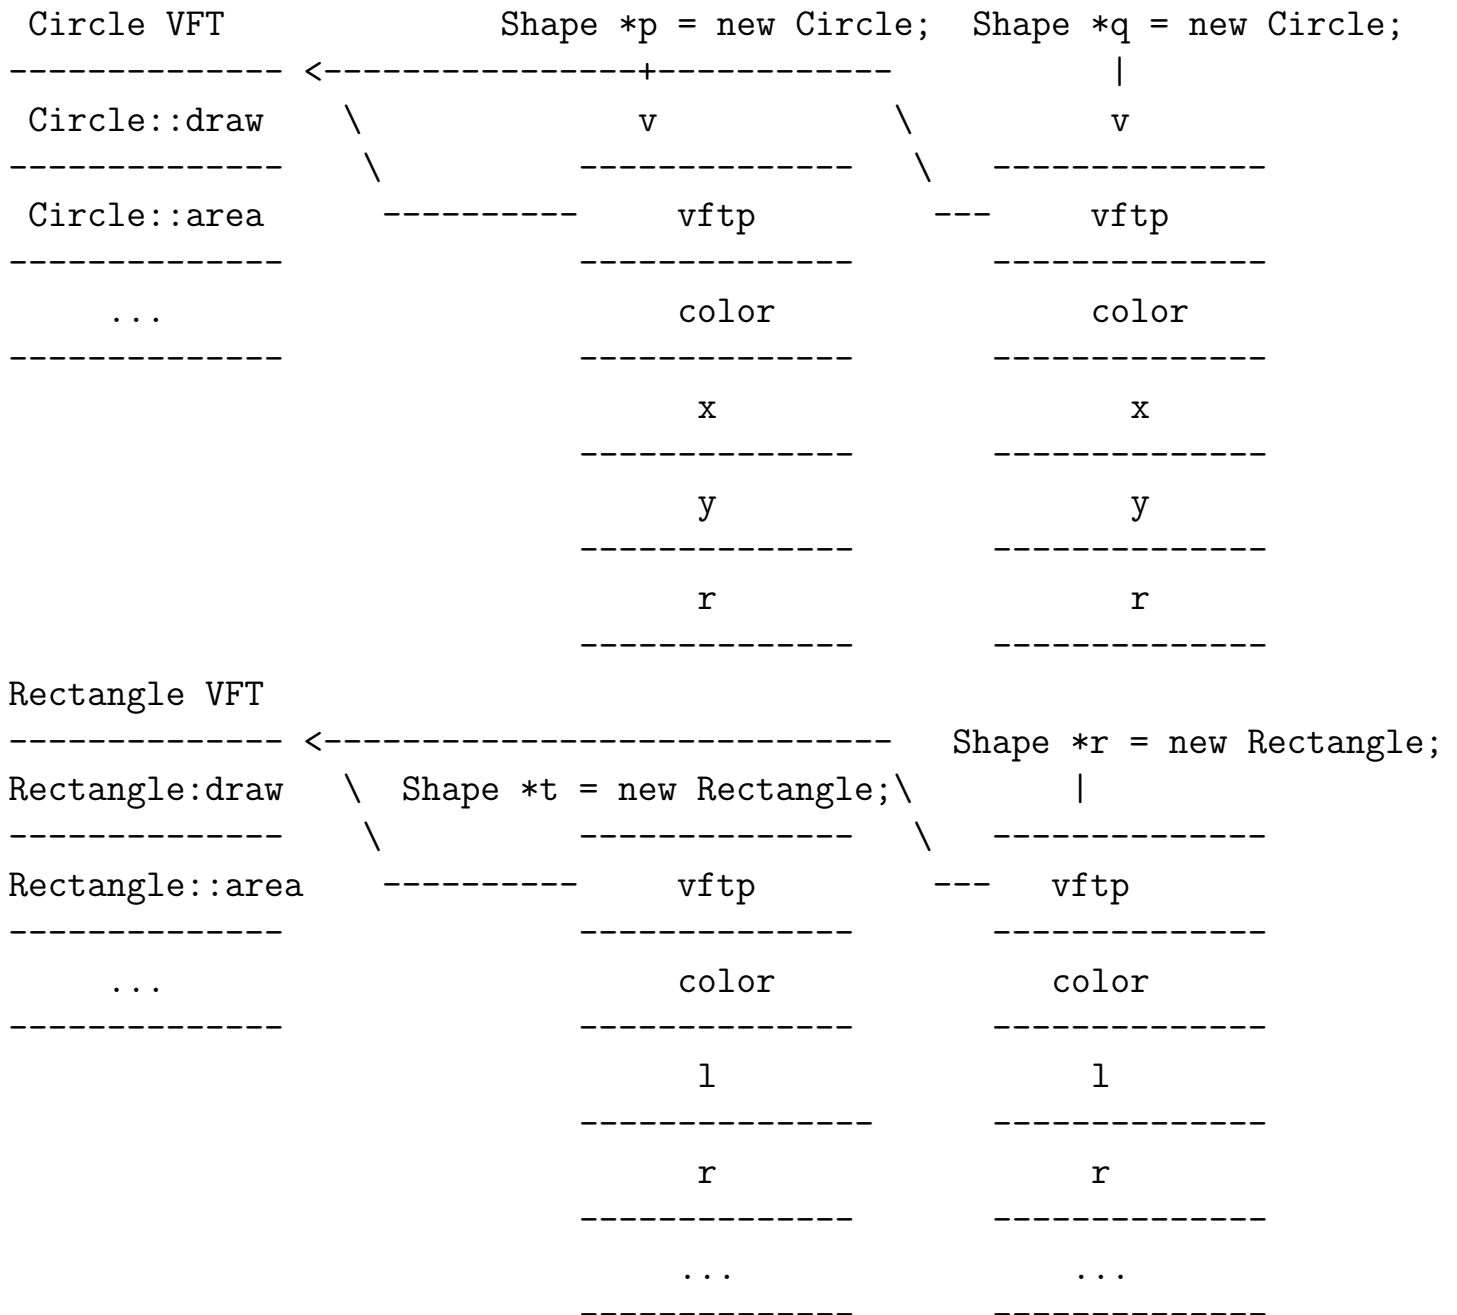 Circle VFT              Shape *p = new Circle;  Shape *q = new Circle;
-------------- <----------------+------------           |
 Circle::draw    \              v            \          v
--------------    \          --------------   \   --------------
 Circle::area      ----------     vftp         ---     vftp
--------------               --------------       --------------
     ...                          color                color
--------------               --------------       --------------
                                   x                     x
                             --------------       --------------
                                   y                     y
                             --------------       --------------
                                   r                     r
                             --------------       --------------
Rectangle VFT
-------------- <-----------------------------   Shape *r = new Rectangle;
Rectangle:draw   \  Shape *t = new Rectangle;\        |
--------------    \          --------------   \   --------------
Rectangle::area    ----------     vftp         ---   vftp
--------------               --------------       --------------
     ...                          color              color
--------------               --------------       --------------
                                   l                   l
                             ---------------      --------------
                                   r                   r
                             --------------       --------------
                                  ...                 ...
                             --------------       --------------